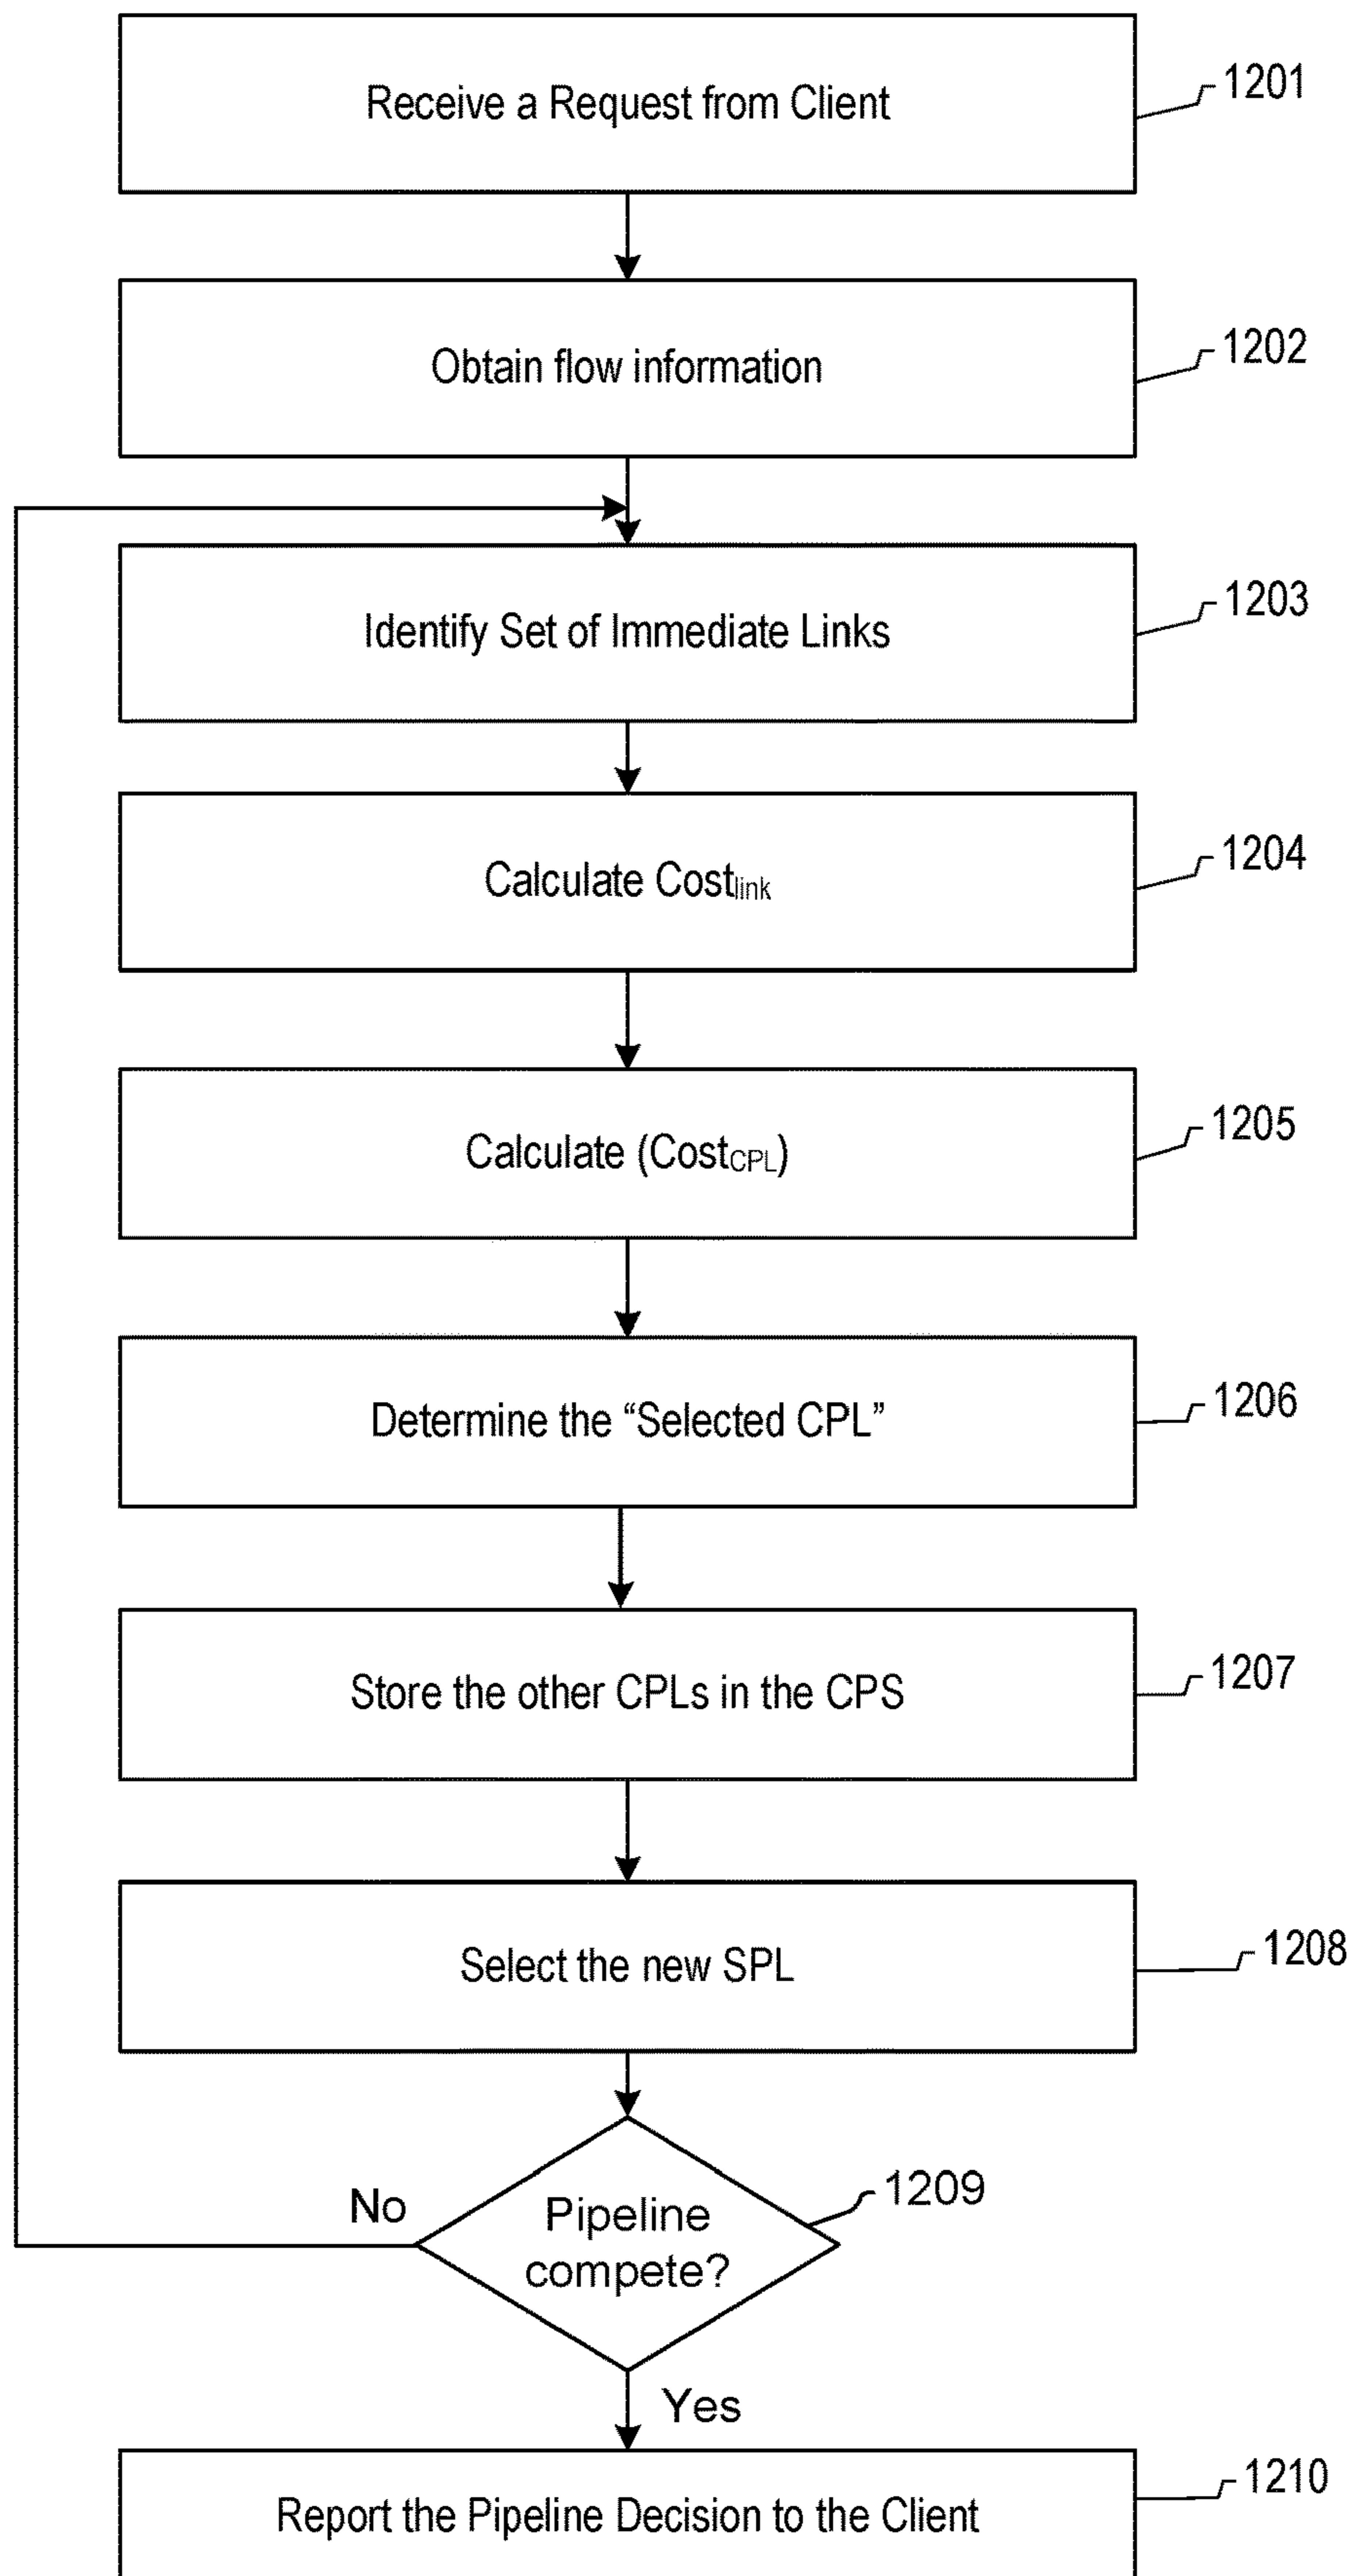 Receive a Request from Client
1201
Obtain flow information
1202
Identify Set of Immediate Links
1203
Calculate Costlink
1204
Calculate (CostCPL)
1205
Determine the “Selected CPL”
1206
Store the other CPLs in the CPS
1207
Select the new SPL
1208
No
Pipeline
compete?
1209
Yes
Report the Pipeline Decision to the Client
1210